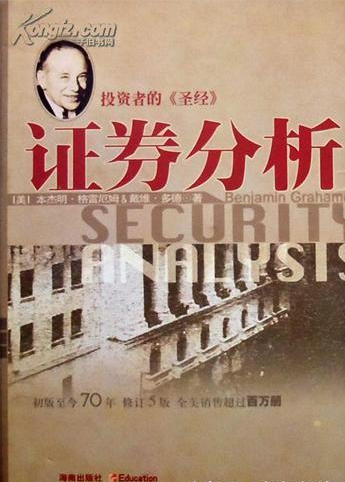 Kongfz.com
孔子旧书网
投资者的《圣经》
证券分析
［美］本杰明·格雷厄姆&戴维·多德 著
Benjamin Graham
SECURITY
ANALYSIS
初版至今70年 修订5版 全美销售超过百万册
海南出版社 Education